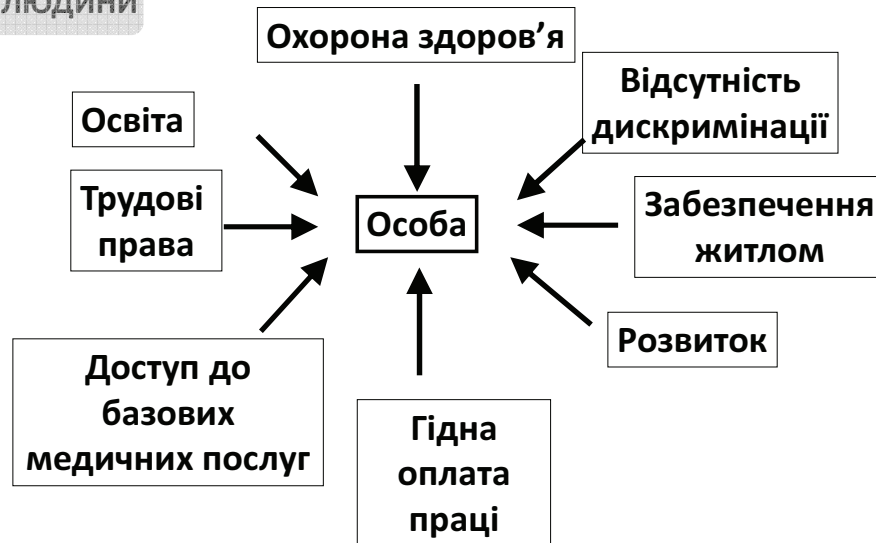 людини
Охорона здоров’я
Відсутність
дискримінації
Освіта
Трудові
права
Особа
Забезпечення
житлом
Розвиток
Доступ до
базових
медичних послуг
Гідна
оплата
праці